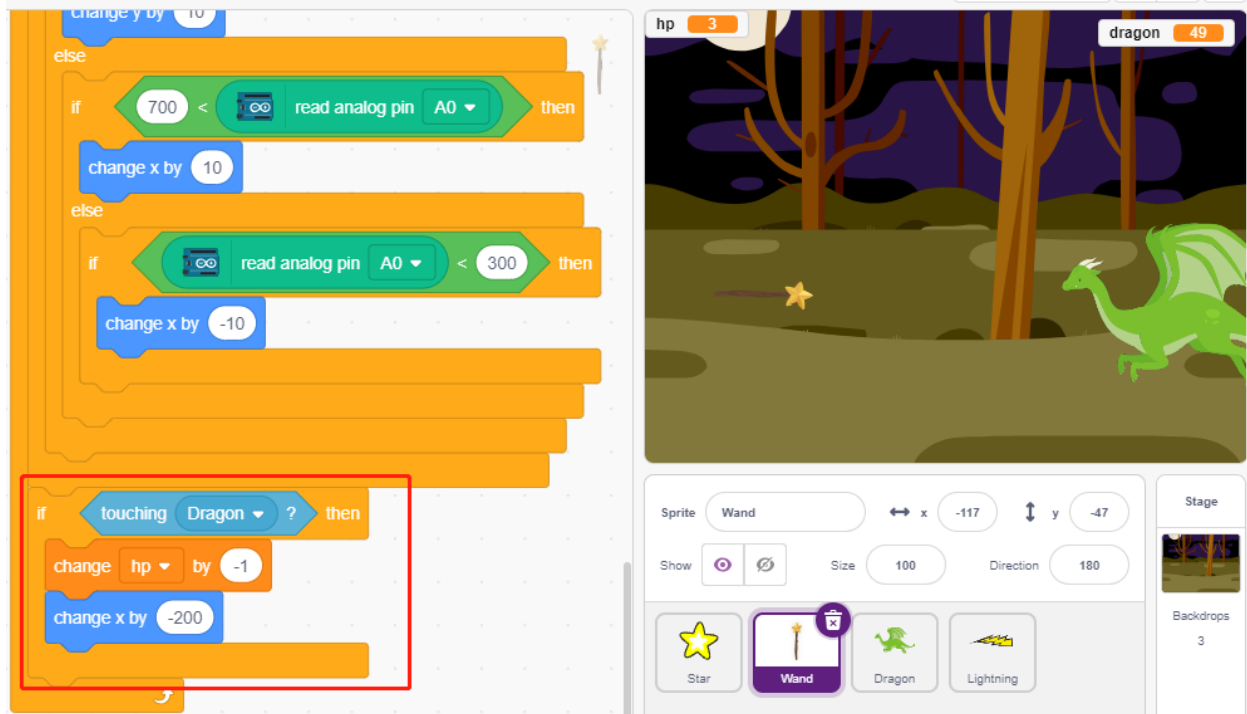 change y by 10
else
if 700 < read analog pin A0 then
change x by 10
else
if read analog pin A0 < 300 then
change x by -10
if touching Dragon ? then
change hp by -1
change x by -200
hp 3
dragon 49
Sprite Wand x -117 y -47
Show Size 100 Direction 180
Star Wand Dragon Lightning
Stage
Backdrops
3